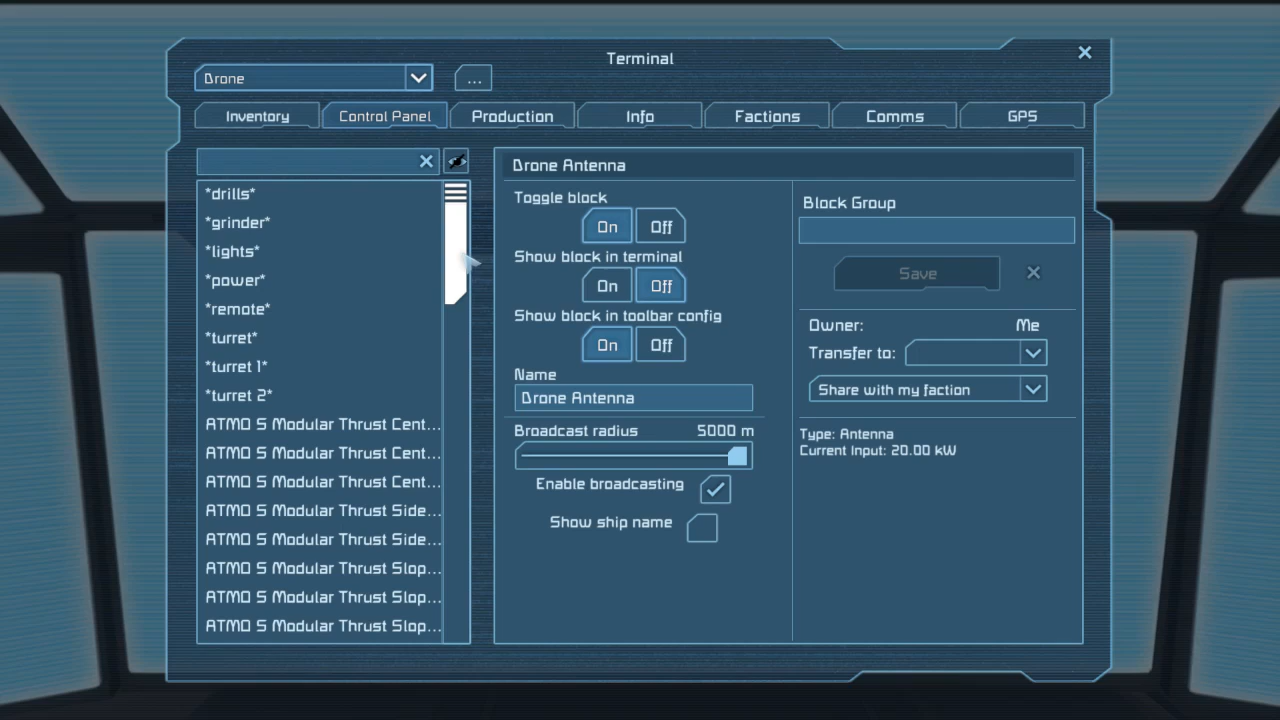 Terminal
Drone
...
Inventory
Control Panel
Production
Info
Factions
Comms
GPS
*drills*
*grinder*
*lights*
*power*
*remote*
*turret*
*turret 1*
*turret 2*
ATMO S Modular Thrust Cent...
ATMO S Modular Thrust Cent...
ATMO S Modular Thrust Cent...
ATMO S Modular Thrust Side...
ATMO S Modular Thrust Side...
ATMO S Modular Thrust Slop...
ATMO S Modular Thrust Slop...
ATMO S Modular Thrust Slop...
Drone Antenna
Toggle block
On Off
Show block in terminal
On Off
Show block in toolbar config
On Off
Name
Drone Antenna
Broadcast radius 5000 m
Enable broadcasting
Show ship name
Block Group
Save
Owner: Me
Transfer to:
Share with my faction
Type: Antenna
Current Input: 20.00 kW